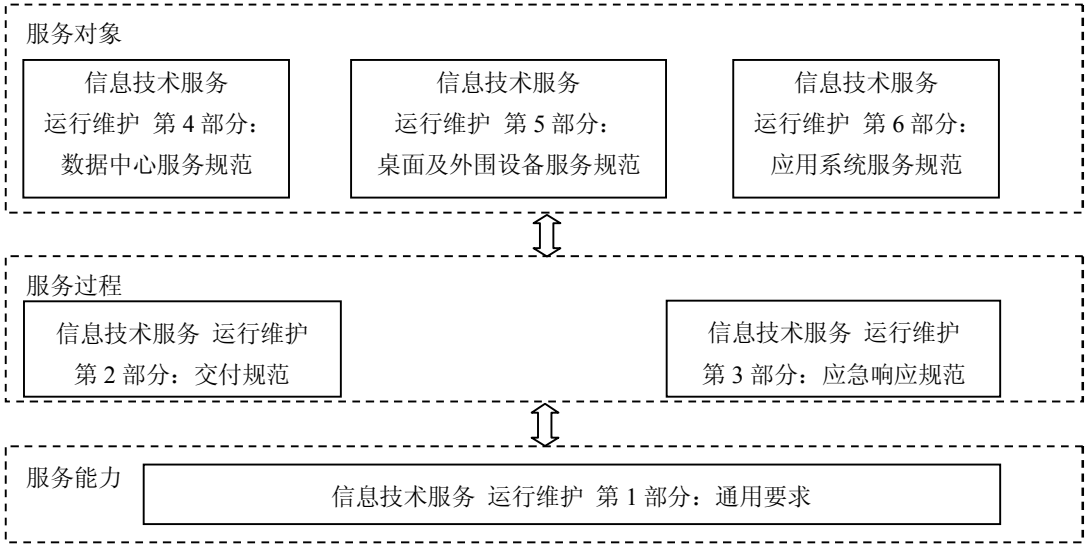 服务对象
信息技术服务
运行维护 第 4 部分：
数据中心服务规范
信息技术服务
运行维护 第 5 部分：
桌面及外围设备服务规范
信息技术服务
运行维护 第 6 部分：
应用系统服务规范
服务过程
信息技术服务 运行维护
第 2 部分：交付规范
信息技术服务 运行维护
第 3 部分：应急响应规范
服务能力
信息技术服务 运行维护 第 1 部分：通用要求